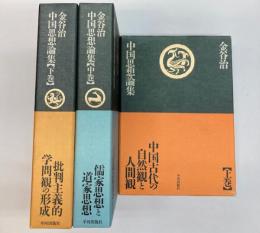 金谷治
中国思想論集【下巻】
批判主義的
学問観の形成
平河出版社
金谷治
中国思想論集【中巻】
儒家思想と
道家思想
平河出版社
金谷治
中国思想論集
中国古代の
自然観と
人間観
【上巻】
平河出版社